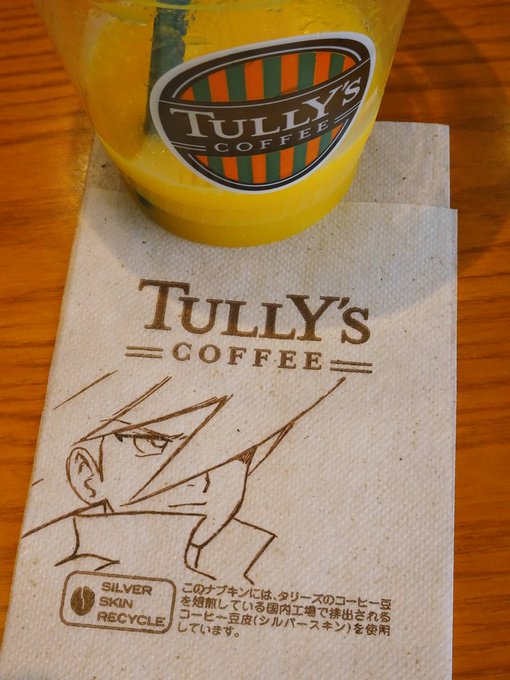 TULLY'S
COFFEE
TULLY'S
COFFEE
SILVER
SKIN
RECYCLE
このナプキンには、タリーズのコーヒー豆
を焙煎している国内工場で排出される
コーヒー豆皮(シルバースキン)を使用
しています。